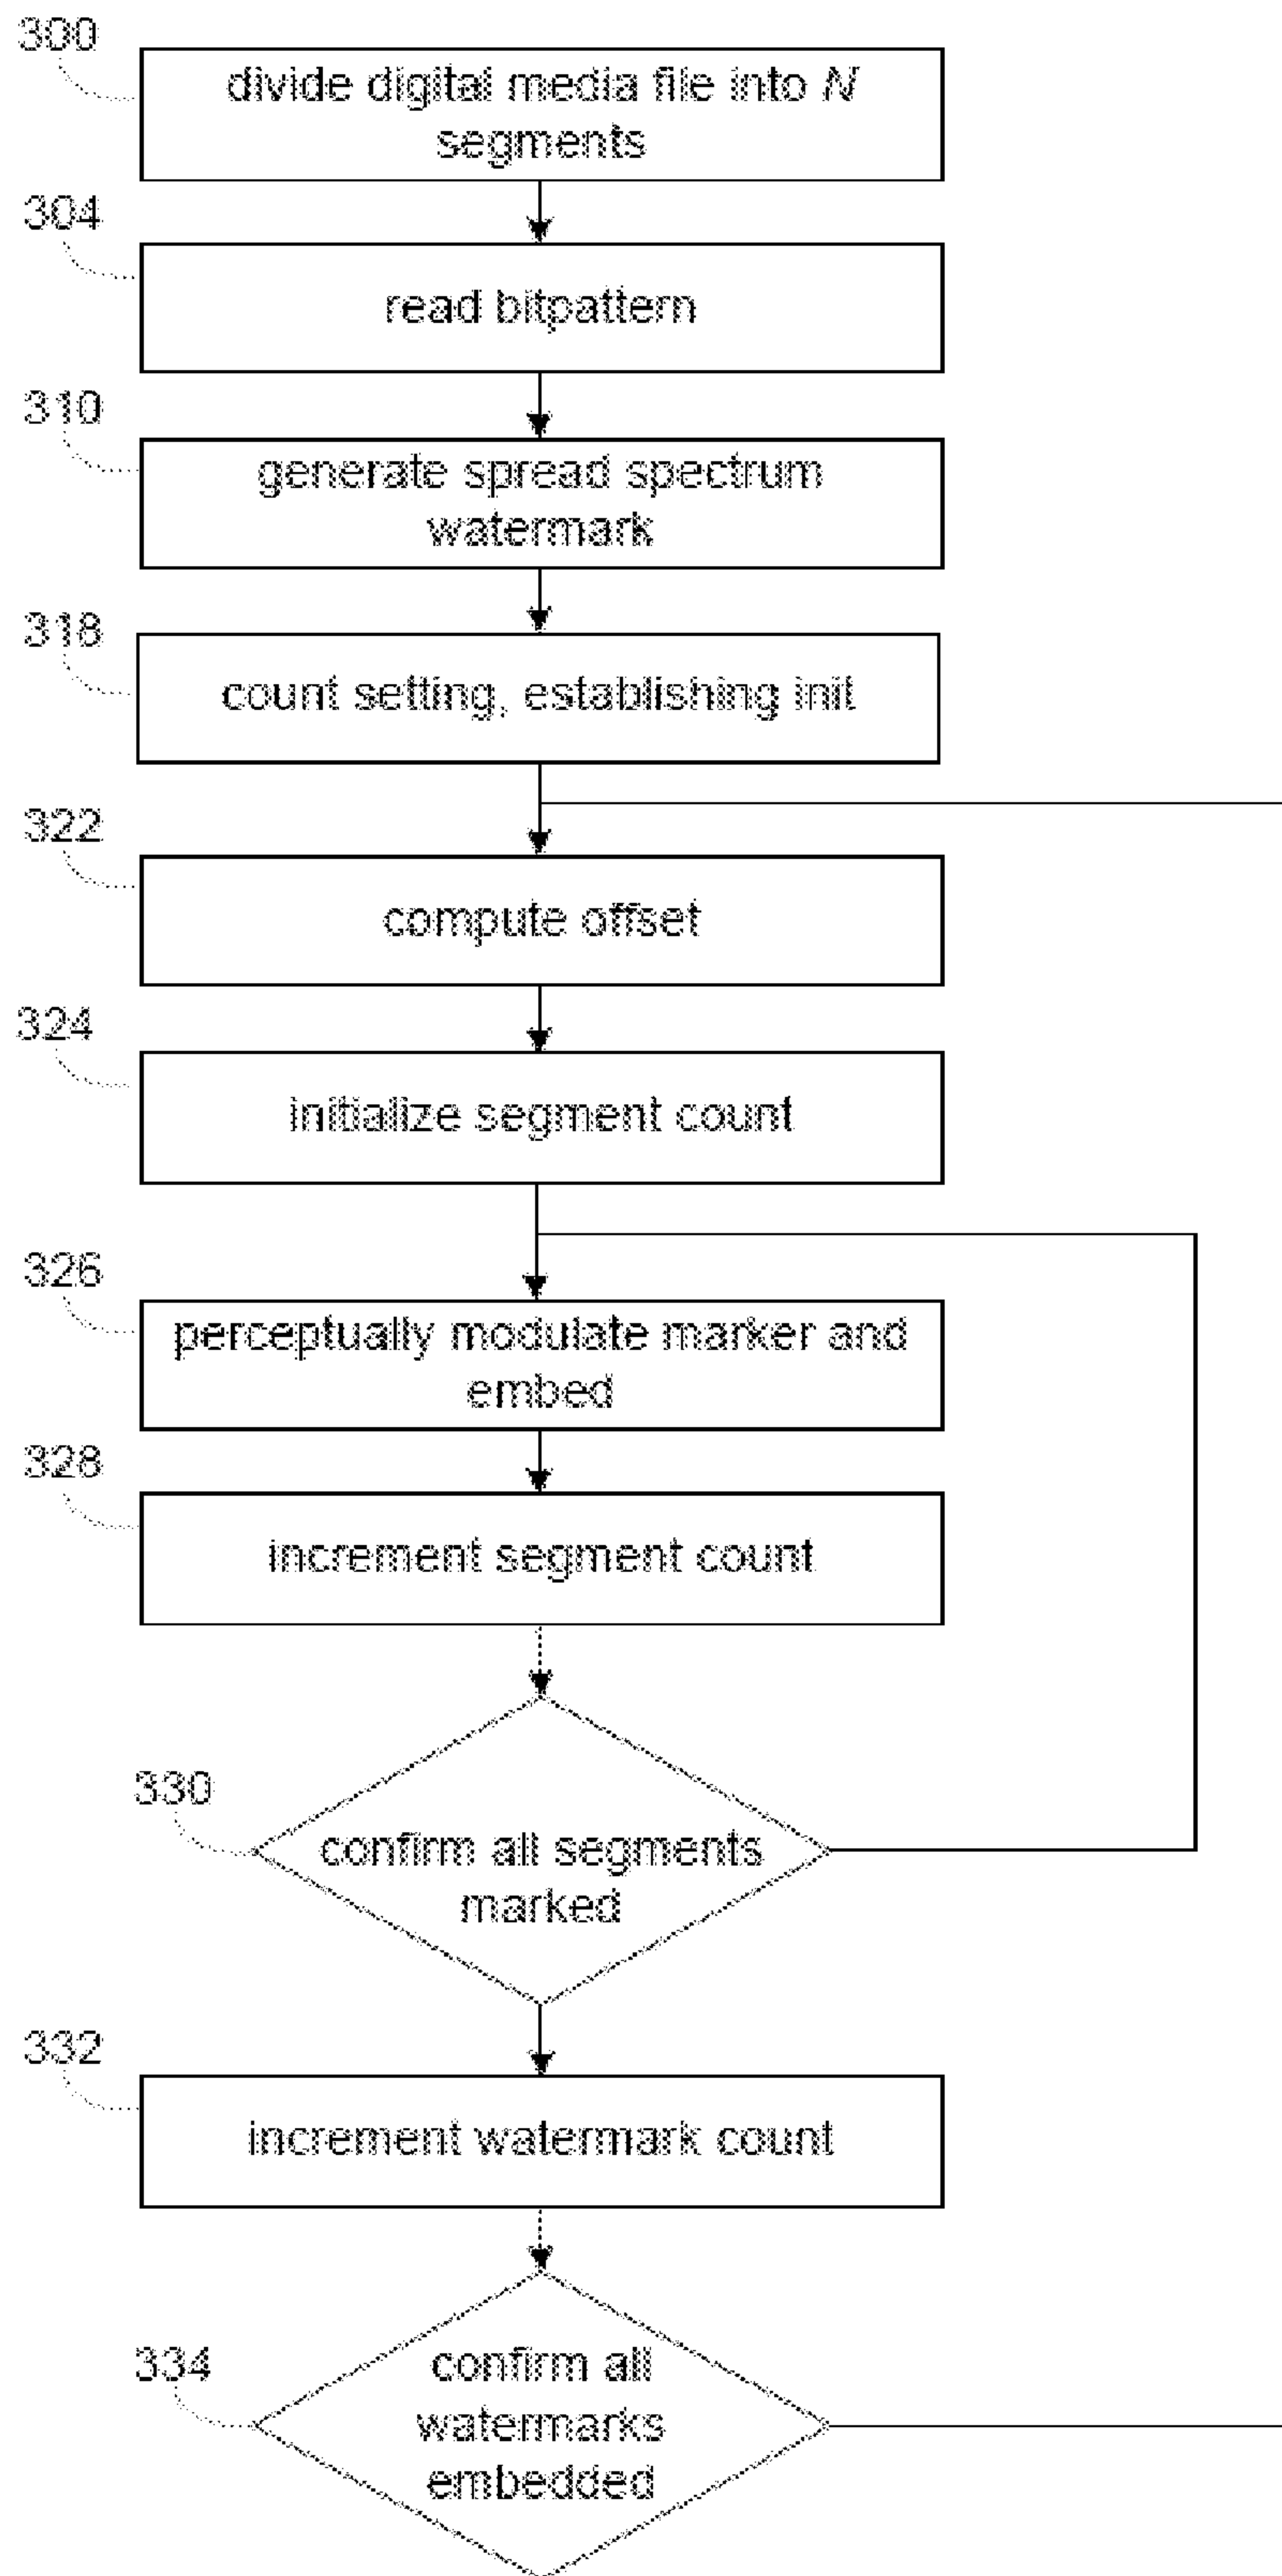 300
divide digital media file into N
segments
304
read bitpattern
310
generate spread spectrum
watermark
318
count setting, establishing init
322
compute offset
324
initialize segment count
326
perceptually modulate marker and
embed
328
increment segment count
330
confirm all segments
marked
332
increment watermark count
334
confirm all
watermarks
embedded